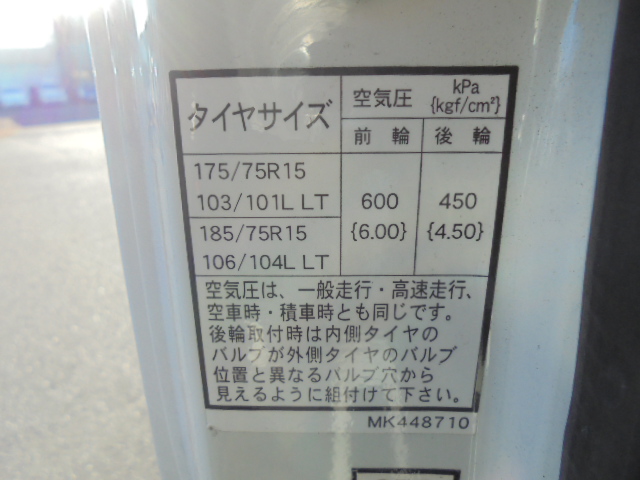 タイヤサイズ
空気圧 kPa {kgf/cm²}
前輪 後輪
175/75R15
103/101L LT
600 450
185/75R15
{6.00} {4.50}
106/104L LT
空気圧は、一般走行・高速走行、
空車時・積車時とも同じです。
後輪取付時は内側タイヤの
バルブが外側タイヤのバルブ
位置と異なるバルブ穴から
見えるように組付けて下さい。
MK448710